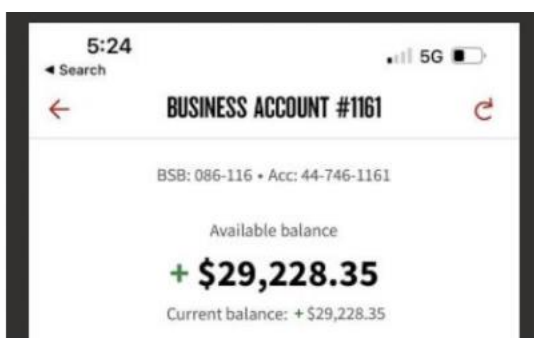 5:24
◄ Search
5G
BUSINESS ACCOUNT #1161
BSB: 086-116 • Acc: 44-746-1161
Available balance
+ $29,228.35
Current balance: + $29,228.35